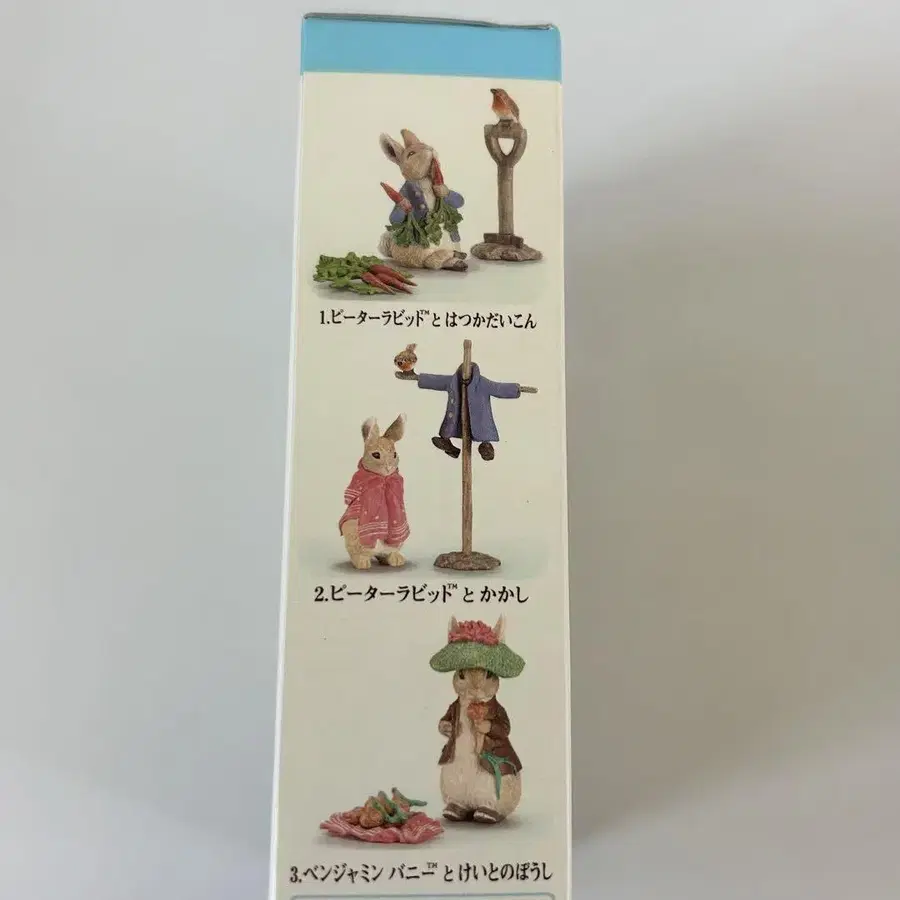 1.ピーターラビット™と はつかだいこん
2.ピーターラビット™と かかし
3.ベンジャミン バニー™と けいとのぼうし